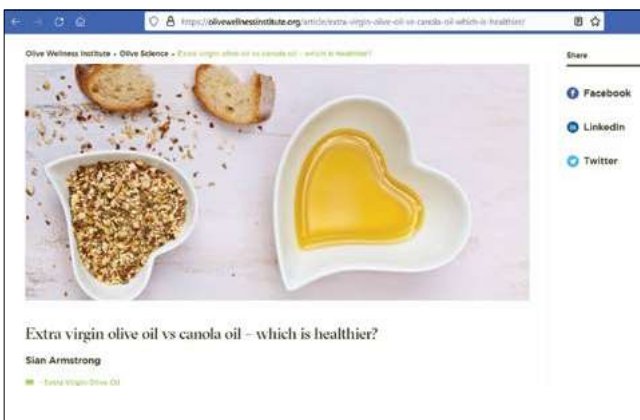 https://olivewellnessinstitute.org/article/extra-virgin-olive-oil-vs-canola-oil-which-is-healthier/
Olive Wellness Institute • Olive Science • Extra virgin olive oil vs canola oil – which is healthier?
Share
Facebook
LinkedIn
Twitter
Extra virgin olive oil vs canola oil – which is healthier?
Sian Armstrong
- Extra Virgin Olive Oil